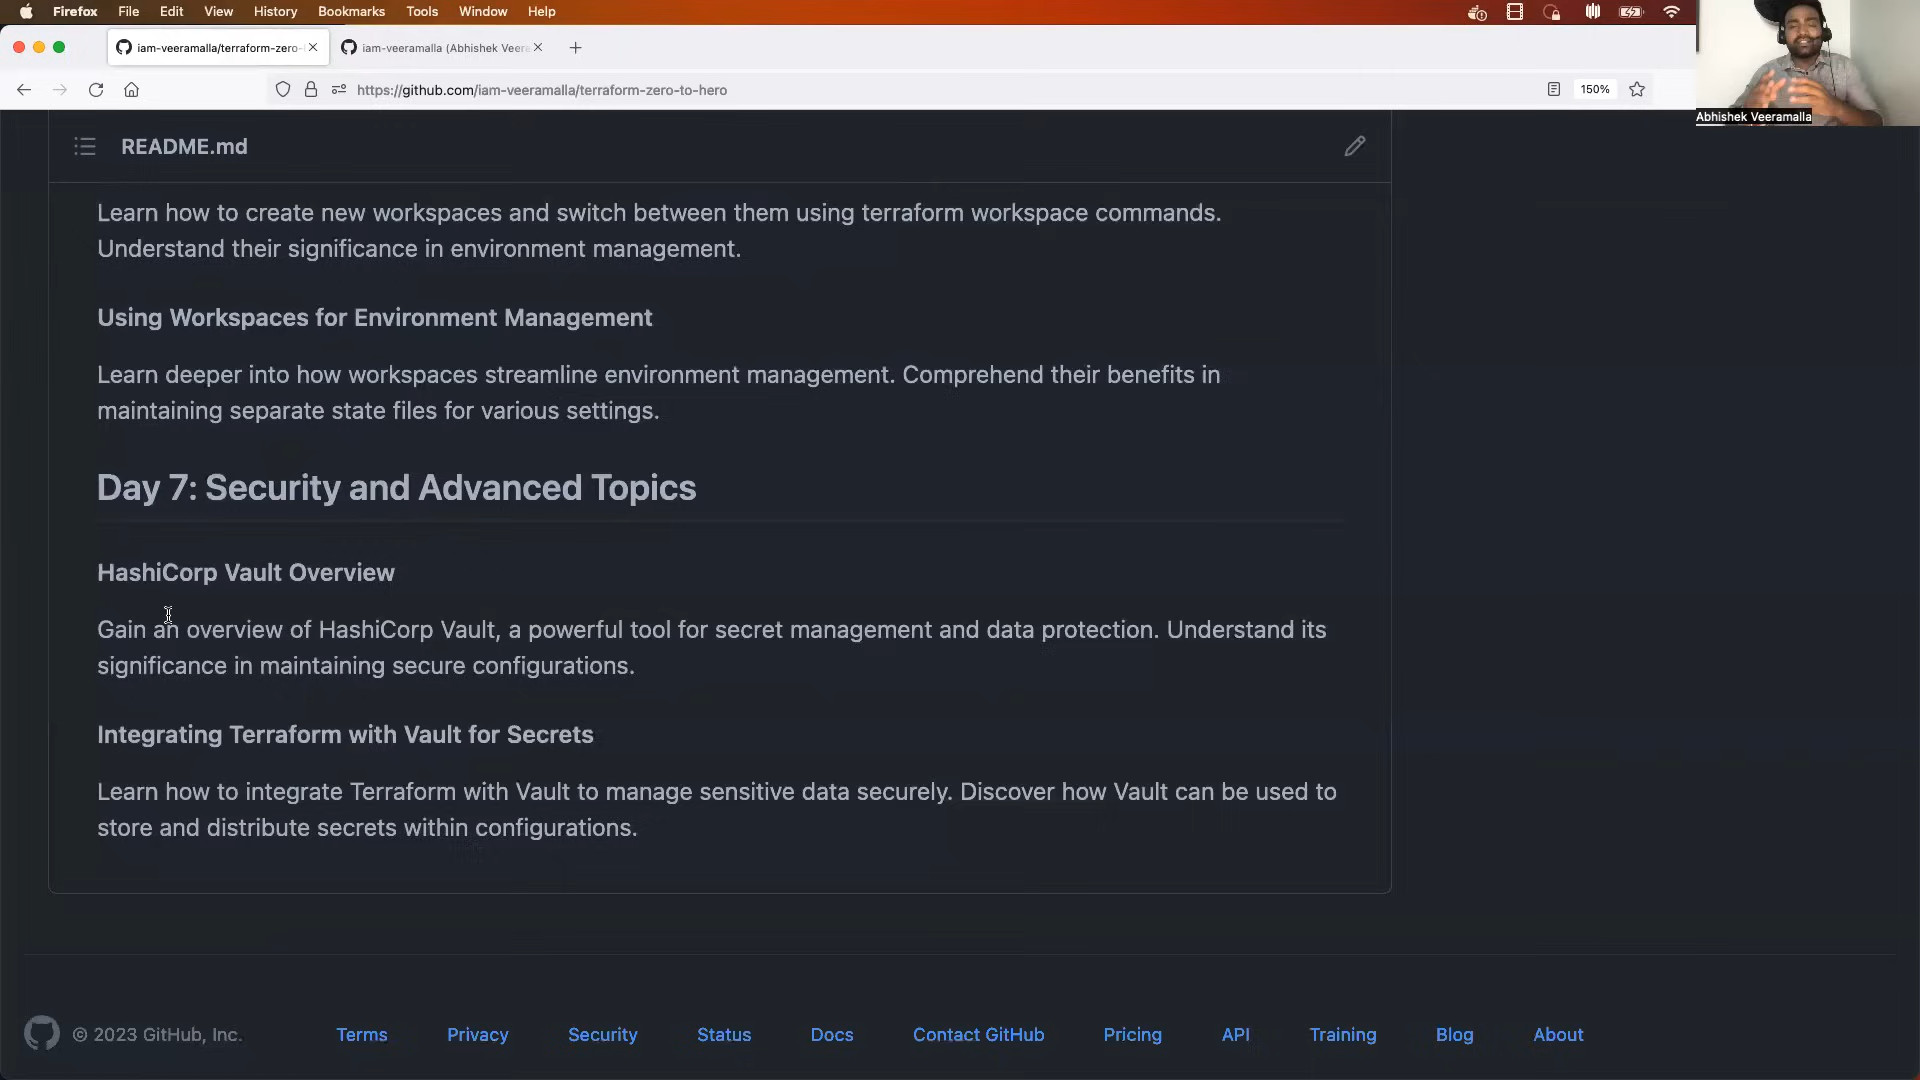 Firefox File Edit View History Bookmarks Tools Window Help
iam-veeramalla/terraform-zero-
iam-veeramalla (Abhishek Veera
https://github.com/iam-veeramalla/terraform-zero-to-hero
150%
Abhishek Veeramalla
README.md
Learn how to create new workspaces and switch between them using terraform workspace commands.
Understand their significance in environment management.
Using Workspaces for Environment Management
Learn deeper into how workspaces streamline environment management. Comprehend their benefits in
maintaining separate state files for various settings.
Day 7: Security and Advanced Topics
HashiCorp Vault Overview
Gain an overview of HashiCorp Vault, a powerful tool for secret management and data protection. Understand its
significance in maintaining secure configurations.
Integrating Terraform with Vault for Secrets
Learn how to integrate Terraform with Vault to manage sensitive data securely. Discover how Vault can be used to
store and distribute secrets within configurations.
© 2023 GitHub, Inc. Terms Privacy Security Status Docs Contact GitHub Pricing API Training Blog About